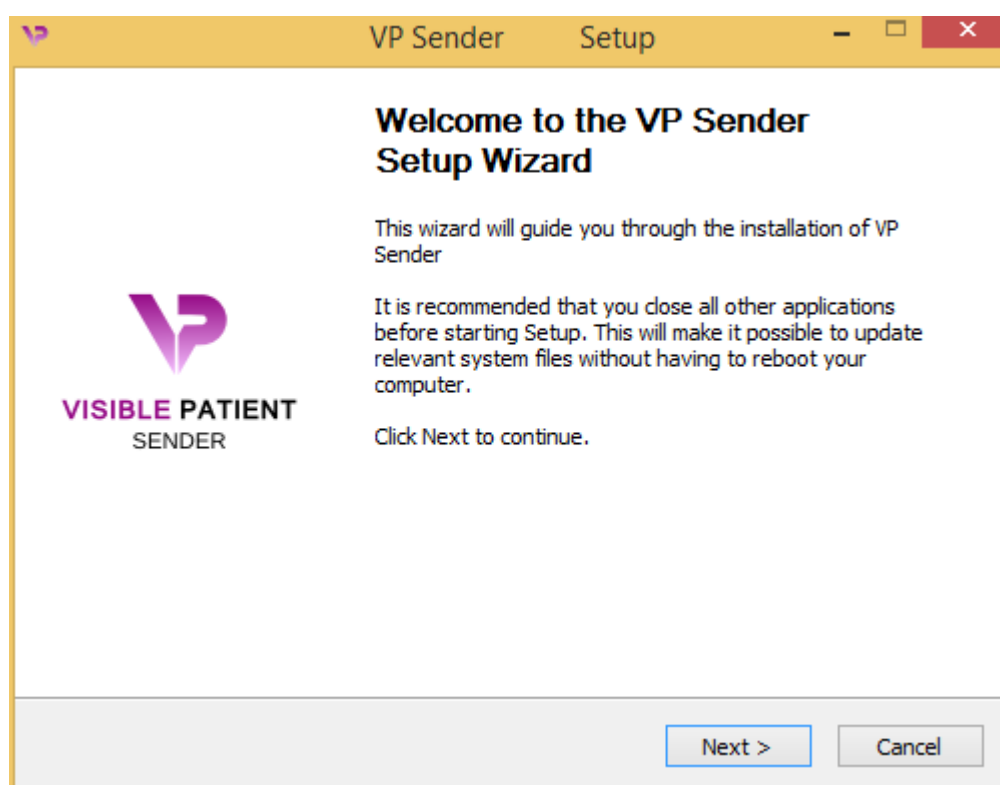 VP Sender Setup
Welcome to the VP Sender
Setup Wizard
This wizard will guide you through the installation of VP
Sender
It is recommended that you close all other applications
before starting Setup. This will make it possible to update
relevant system files without having to reboot your
computer.
Click Next to continue.
VP
VISIBLE PATIENT
SENDER
Next >
Cancel